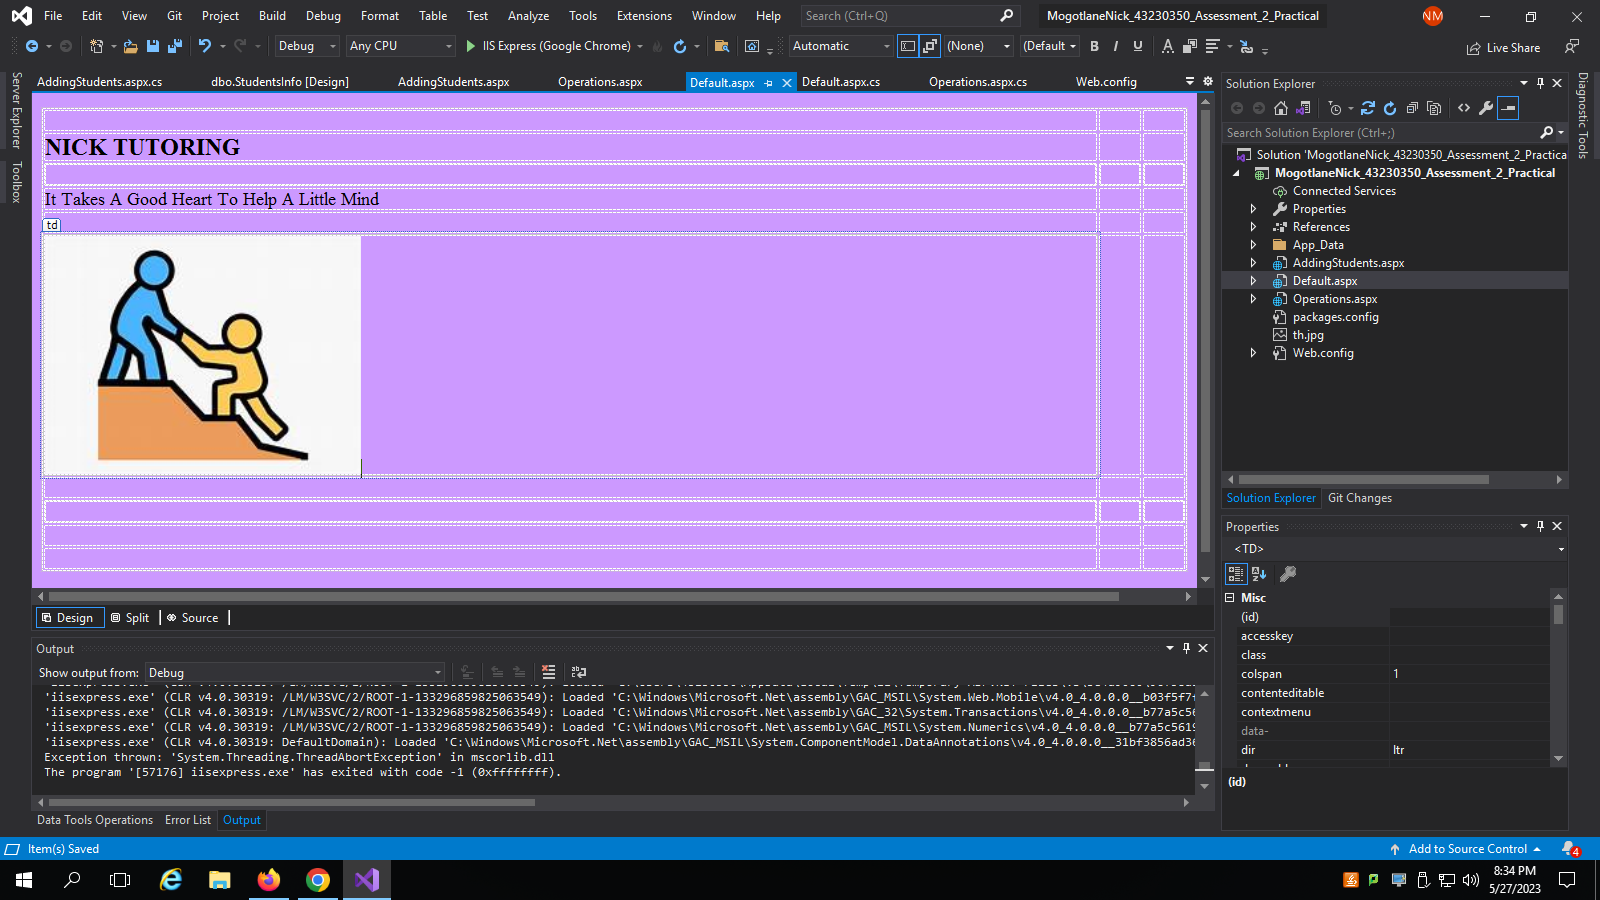 File Edit View Git Project Build Debug Format Table Test Analyze Tools Extensions Window Help Search (Ctrl+Q) MogotlaneNick_43230350_Assessment_2_Practical NM
Debug Any CPU IIS Express (Google Chrome) Automatic (None) (Default B I U A Live Share
AddingStudents.aspx.cs dbo.StudentsInfo [Design] AddingStudents.aspx Operations.aspx Default.aspx Default.aspx.cs Operations.aspx.cs Web.config
Server Explorer
Toolbox
NICK TUTORING
It Takes A Good Heart To Help A Little Mind
td
Design Split Source
Output
Show output from: Debug
'iisexpress.exe' (CLR v4.0.30319: /LM/W3SVC/2/ROOT-1-133296859825063549): Loaded 'C:\Windows\Microsoft.Net\assembly\GAC_MSIL\System.Web.Mobile\v4.0_4.0.0.0__b03f5f7f
'iisexpress.exe' (CLR v4.0.30319: /LM/W3SVC/2/ROOT-1-133296859825063549): Loaded 'C:\Windows\Microsoft.Net\assembly\GAC_32\System.Transactions\v4.0_4.0.0.0__b77a5c56
'iisexpress.exe' (CLR v4.0.30319: /LM/W3SVC/2/ROOT-1-133296859825063549): Loaded 'C:\Windows\Microsoft.Net\assembly\GAC_MSIL\System.Numerics\v4.0_4.0.0.0__b77a5c5619
'iisexpress.exe' (CLR v4.0.30319: DefaultDomain): Loaded 'C:\Windows\Microsoft.Net\assembly\GAC_MSIL\System.ComponentModel.DataAnnotations\v4.0_4.0.0.0__31bf3856ad36
Exception thrown: 'System.Threading.ThreadAbortException' in mscorlib.dll
The program '[57176] iisexpress.exe' has exited with code -1 (0xffffffff).
Data Tools Operations Error List Output
Solution Explorer
Search Solution Explorer (Ctrl+;)
Solution 'MogotlaneNick_43230350_Assessment_2_Practica
MogotlaneNick_43230350_Assessment_2_Practical
Connected Services
Properties
References
App_Data
AddingStudents.aspx
Default.aspx
Operations.aspx
packages.config
th.jpg
Web.config
Solution Explorer Git Changes
Properties
<TD>
Misc
(id)
accesskey
class
colspan 1
contenteditable
contextmenu
data-
dir ltr
(id)
Diagnostic Tools
Item(s) Saved Add to Source Control 4
8:34 PM
5/27/2023